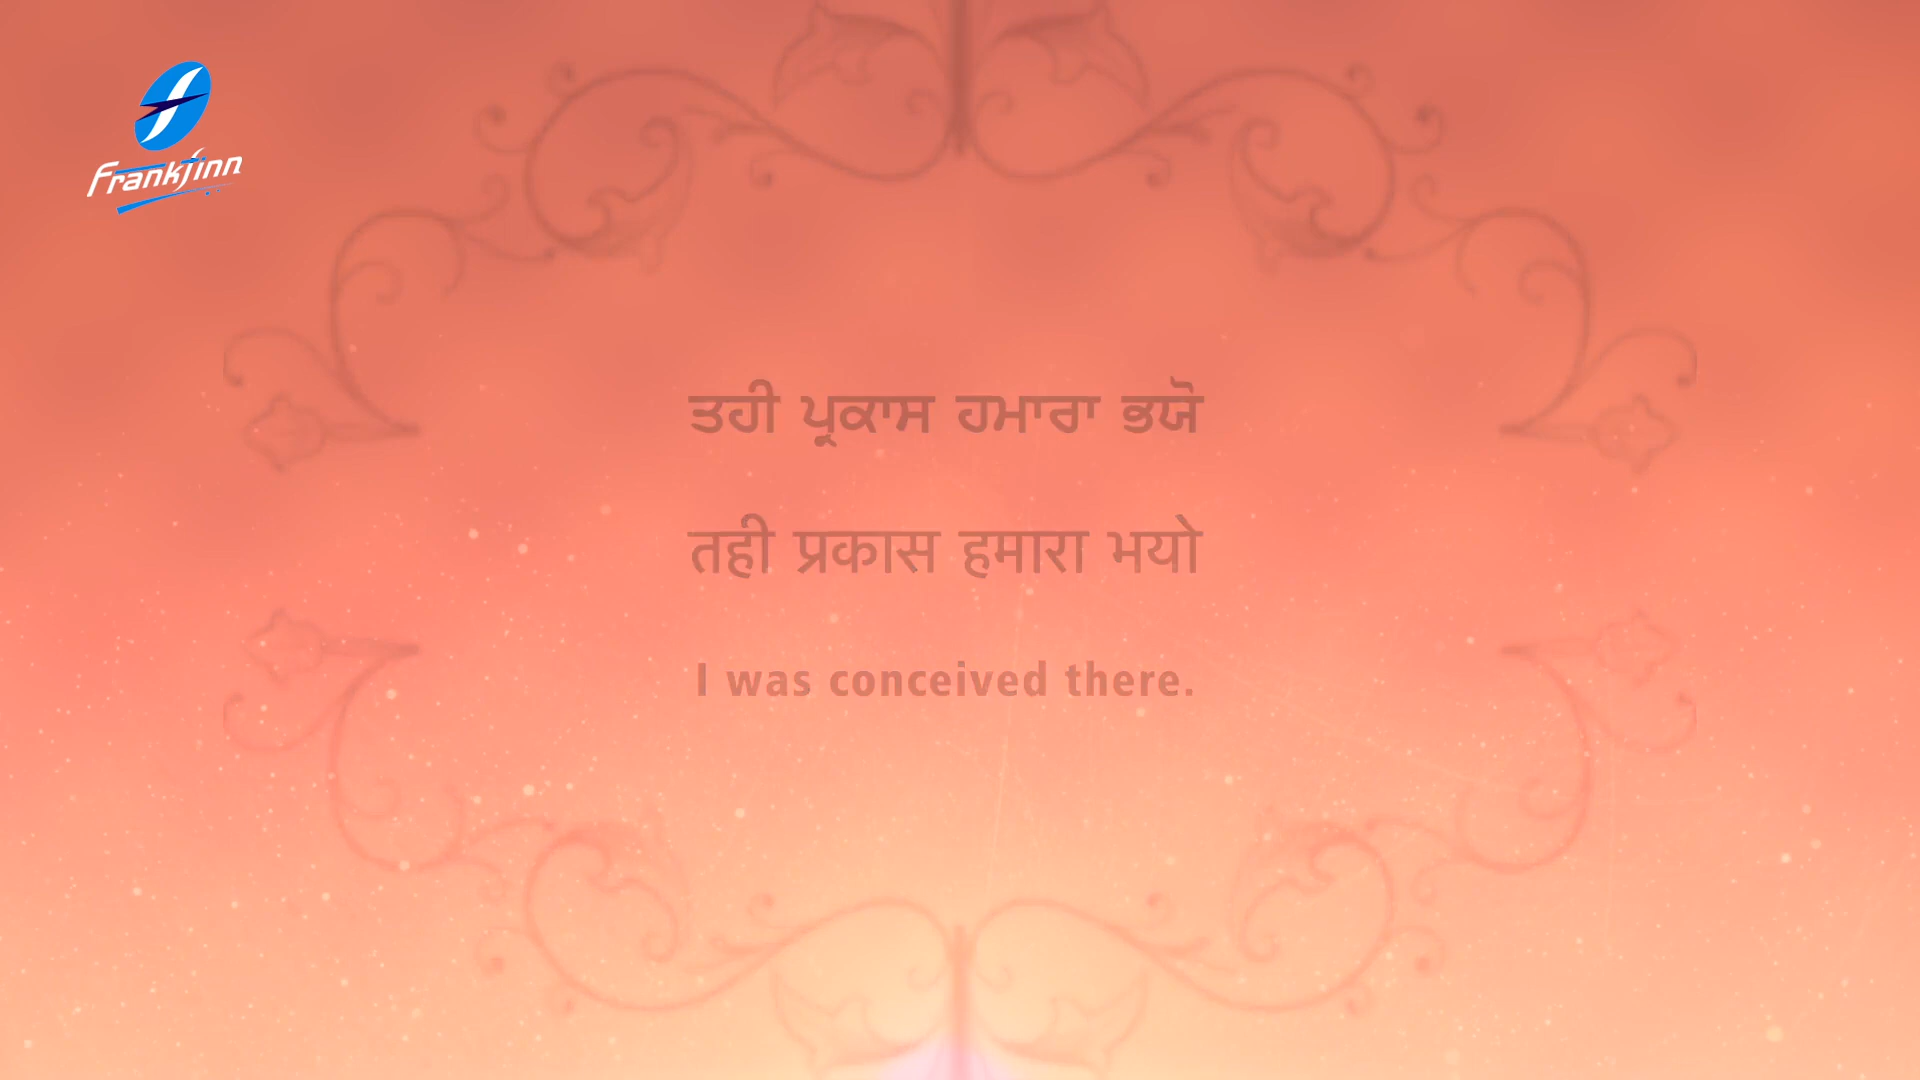 Frankfinn
ਤਹੀ ਪ੍ਰਕਾਸ ਹਮਾਰਾ ਭਯੋ
तही प्रकास हमारा भयो
I was conceived there.